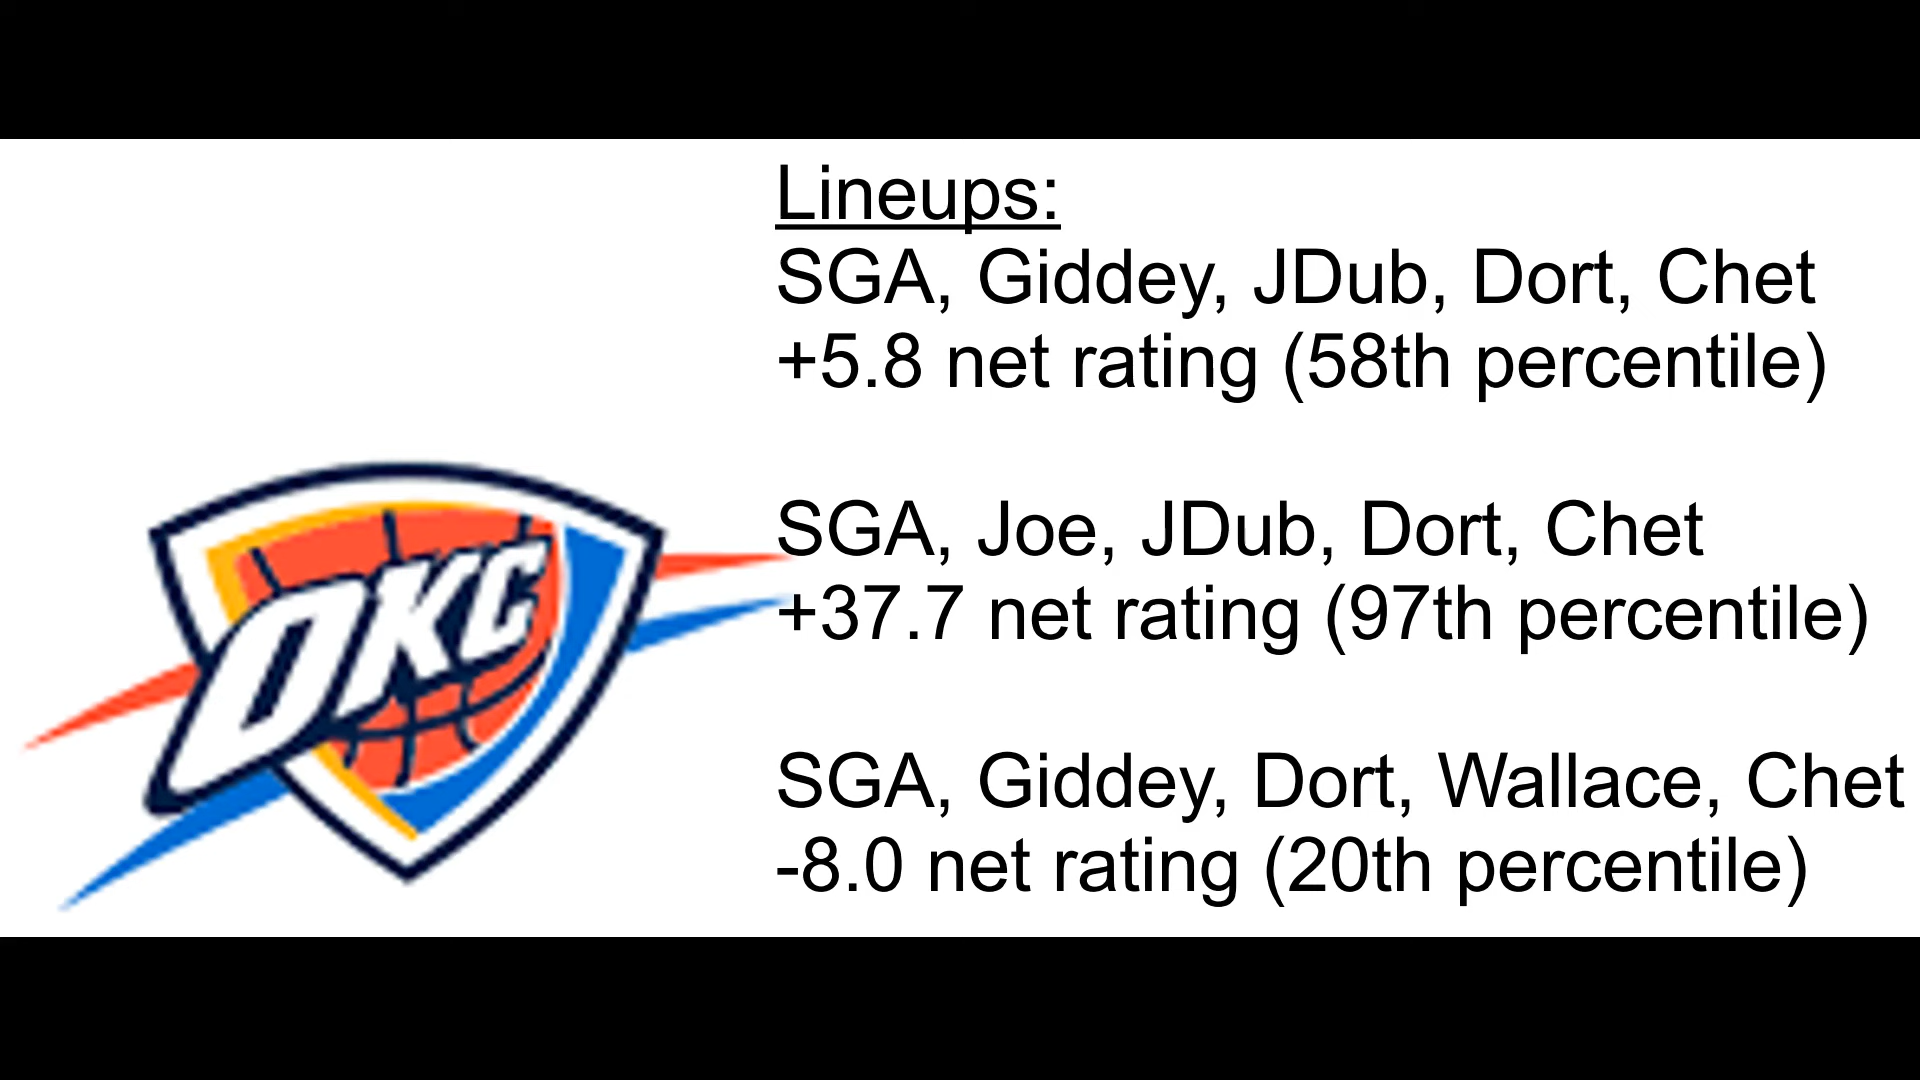 Lineups:
SGA, Giddey, JDub, Dort, Chet
+5.8 net rating (58th percentile)
SGA, Joe, JDub, Dort, Chet
+37.7 net rating (97th percentile)
SGA, Giddey, Dort, Wallace, Chet
-8.0 net rating (20th percentile)
OKC